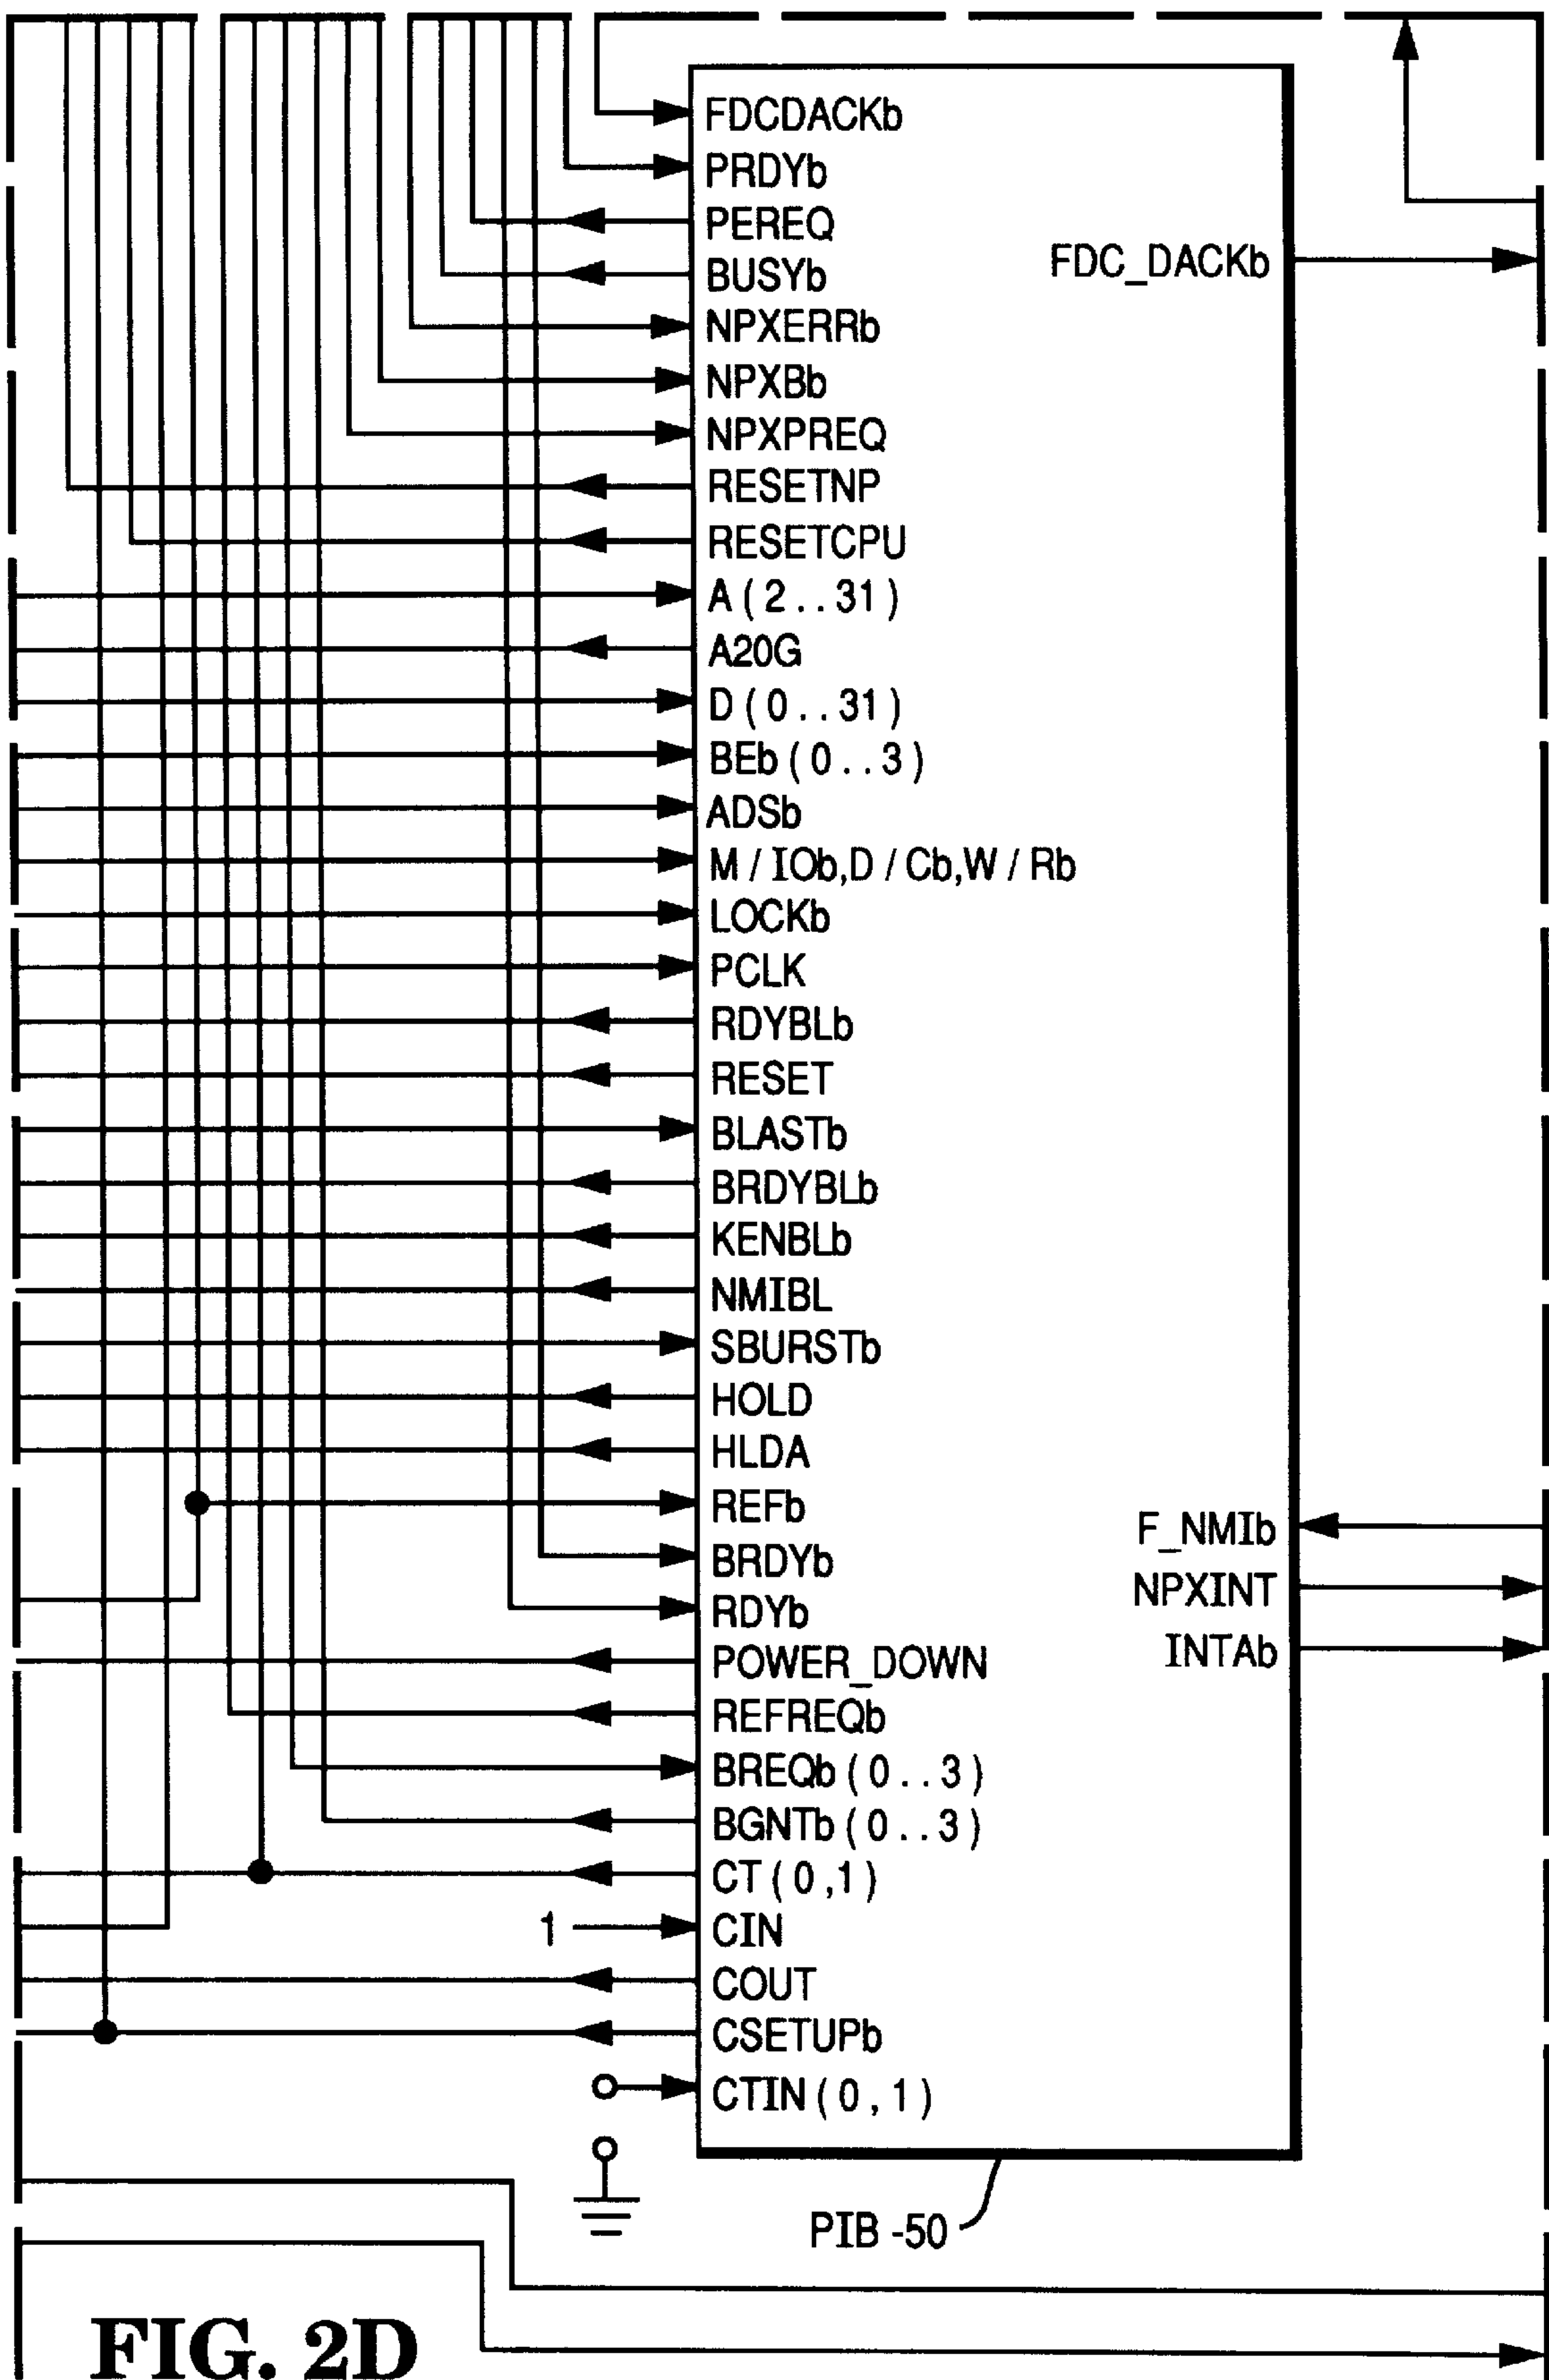 FDCDACKb
PRDYb
PEREQ
BUSYb
FDC_DACKb
NPXERRb
NPXBb
NPXPREQ
RESETNP
RESETCPU
A(2..31)
A20G
D(0..31)
BEb(0..3)
ADSb
M/IOb,D/Cb,W/Rb
LOCKb
PCLK
RDYBLb
RESET
BLASTb
BRDYBLb
KENBLb
NMIBL
SBURSTb
HOLD
HLDA
REFb
F_NMIb
BRDYb
NPXINT
RDYb
INTAb
POWER_DOWN
REFREQb
BREQb(0..3)
BGNTb(0..3)
CT(0,1)
1
CIN
COUT
CSETUPb
CTIN(0,1)
PIB-50
FIG. 2D